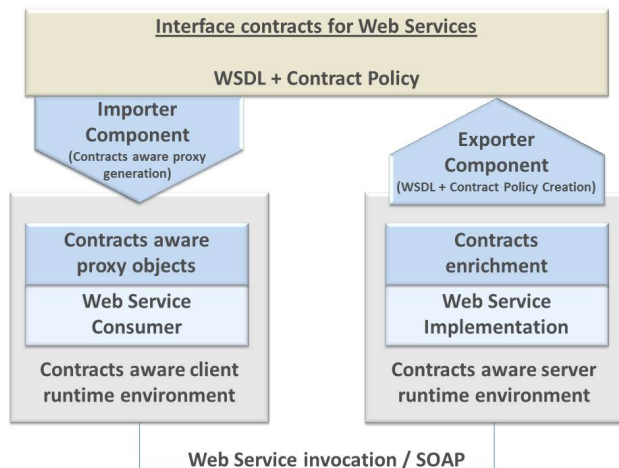 Interface contracts for Web Services
WSDL + Contract Policy
Importer
Component
(Contracts aware proxy
generation)
Exporter
Component
(WSDL + Contract Policy Creation)
Contracts aware
proxy objects
Web Service
Consumer
Contracts aware client
runtime environment
Contracts
enrichment
Web Service
Implementation
Contracts aware server
runtime environment
Web Service invocation / SOAP